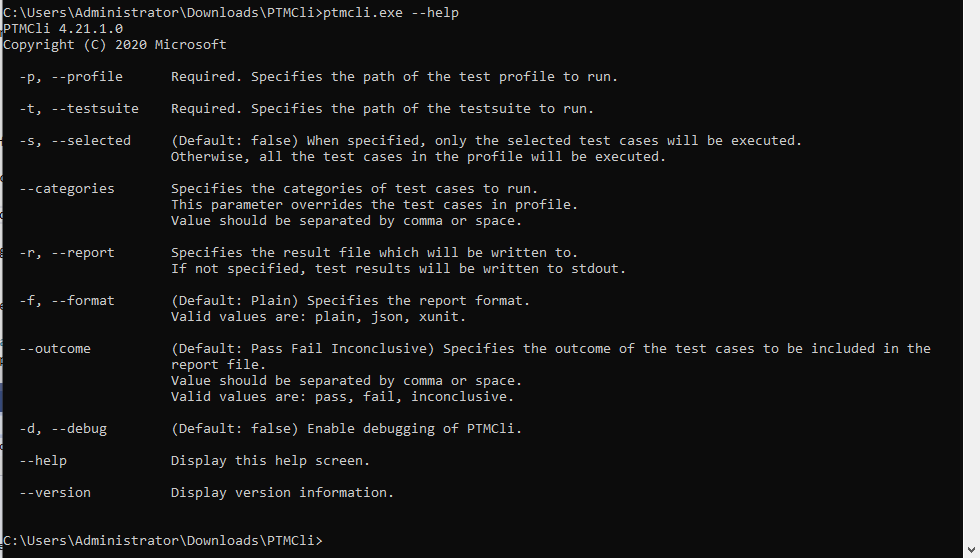 C:\Users\Administrator\Downloads\PTMCli>ptmcli.exe --help
PTMCli 4.21.1.0
Copyright (C) 2020 Microsoft
-p, --profile Required. Specifies the path of the test profile to run.
-t, --testsuite Required. Specifies the path of the testsuite to run.
-s, --selected (Default: false) When specified, only the selected test cases will be executed.
Otherwise, all the test cases in the profile will be executed.
--categories Specifies the categories of test cases to run.
This parameter overrides the test cases in profile.
Value should be separated by comma or space.
-r, --report Specifies the result file which will be written to.
If not specified, test results will be written to stdout.
-f, --format (Default: Plain) Specifies the report format.
Valid values are: plain, json, xunit.
--outcome (Default: Pass Fail Inconclusive) Specifies the outcome of the test cases to be included in the
report file.
Value should be separated by comma or space.
Valid values are: pass, fail, inconclusive.
-d, --debug (Default: false) Enable debugging of PTMCli.
--help Display this help screen.
--version Display version information.
C:\Users\Administrator\Downloads\PTMCli>